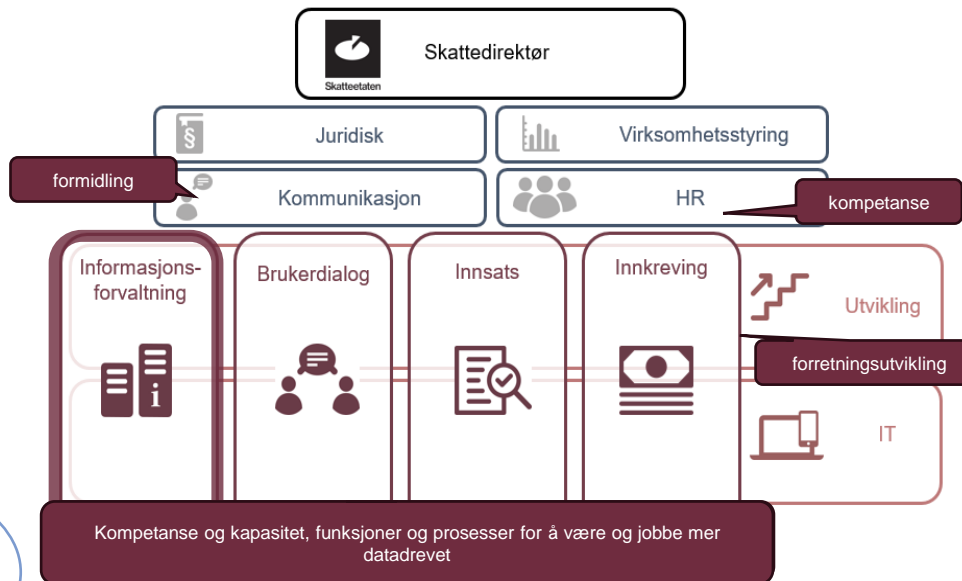 Skatteetaten
Skattedirektør
§
Juridisk
Virksomhetsstyring
formidling
Kommunikasjon
HR
kompetanse
Informasjons-
forvaltning
Brukerdialog
Innsats
Innkreving
Utvikling
i
forretningsutvikling
IT
Kompetanse og kapasitet, funksjoner og prosesser for å være og jobbe mer
datadrevet